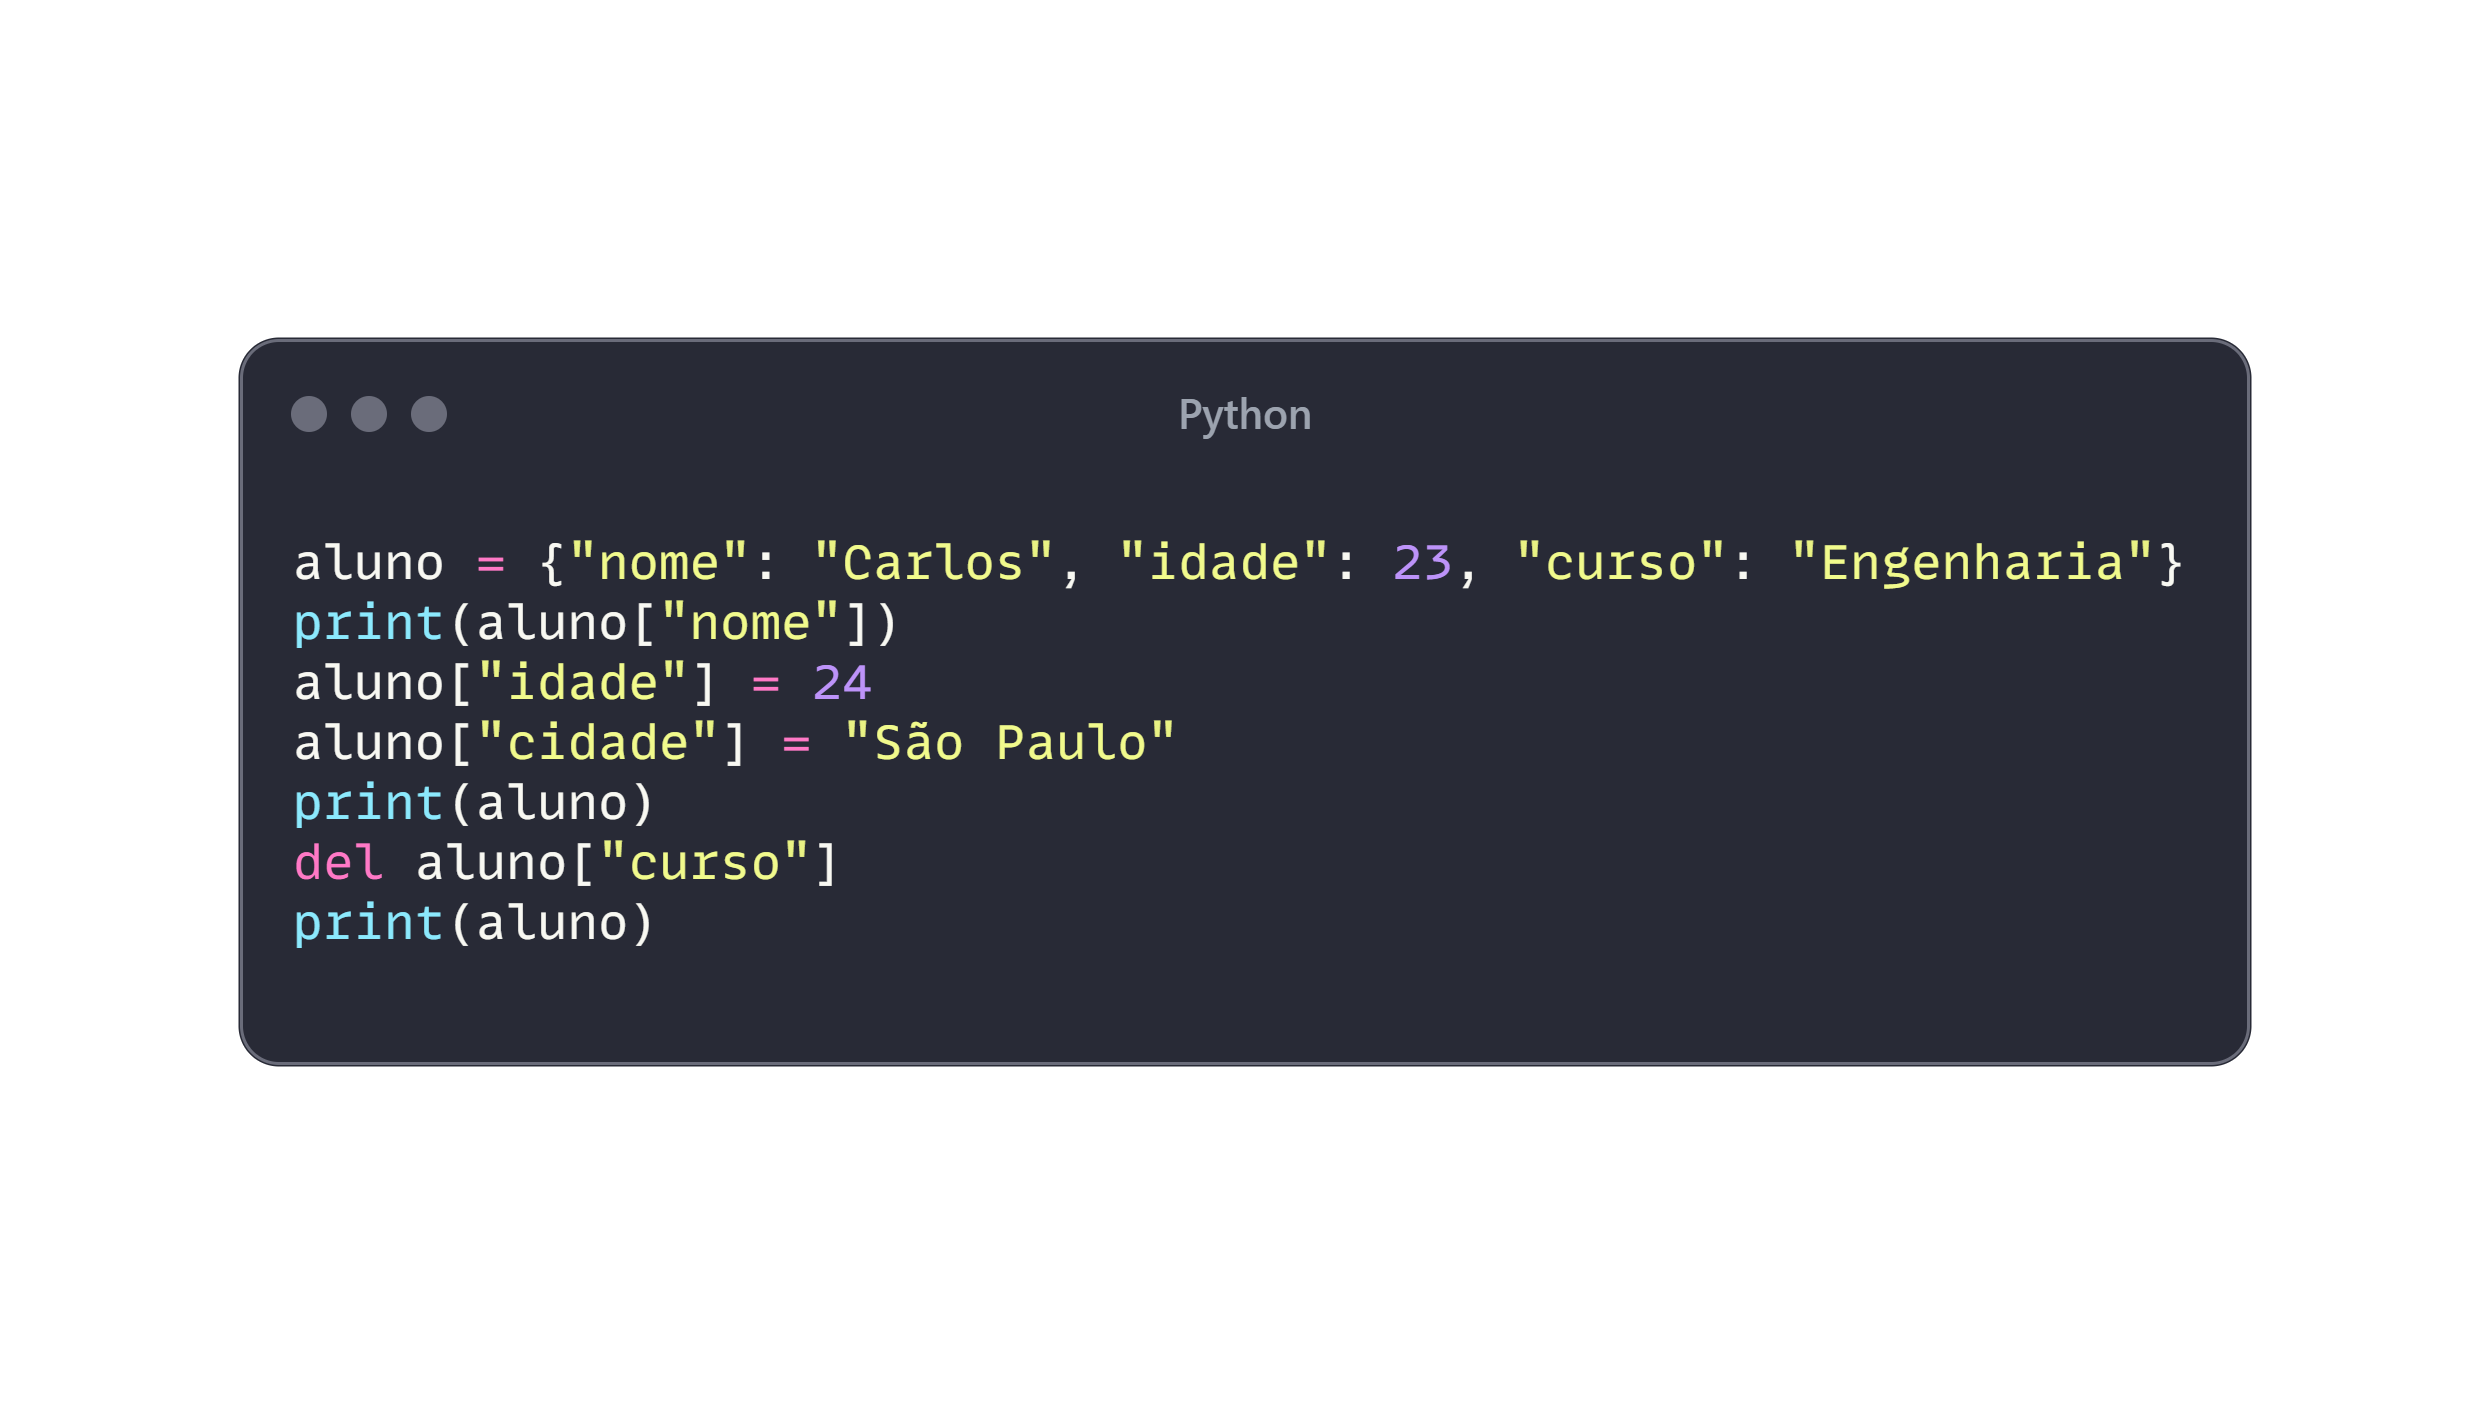 Python
aluno = {"nome": "Carlos", "idade": 23, "curso": "Engenharia"}
print(aluno["nome"])
aluno["idade"] = 24
aluno["cidade"] = "São Paulo"
print(aluno)
del aluno["curso"]
print(aluno)